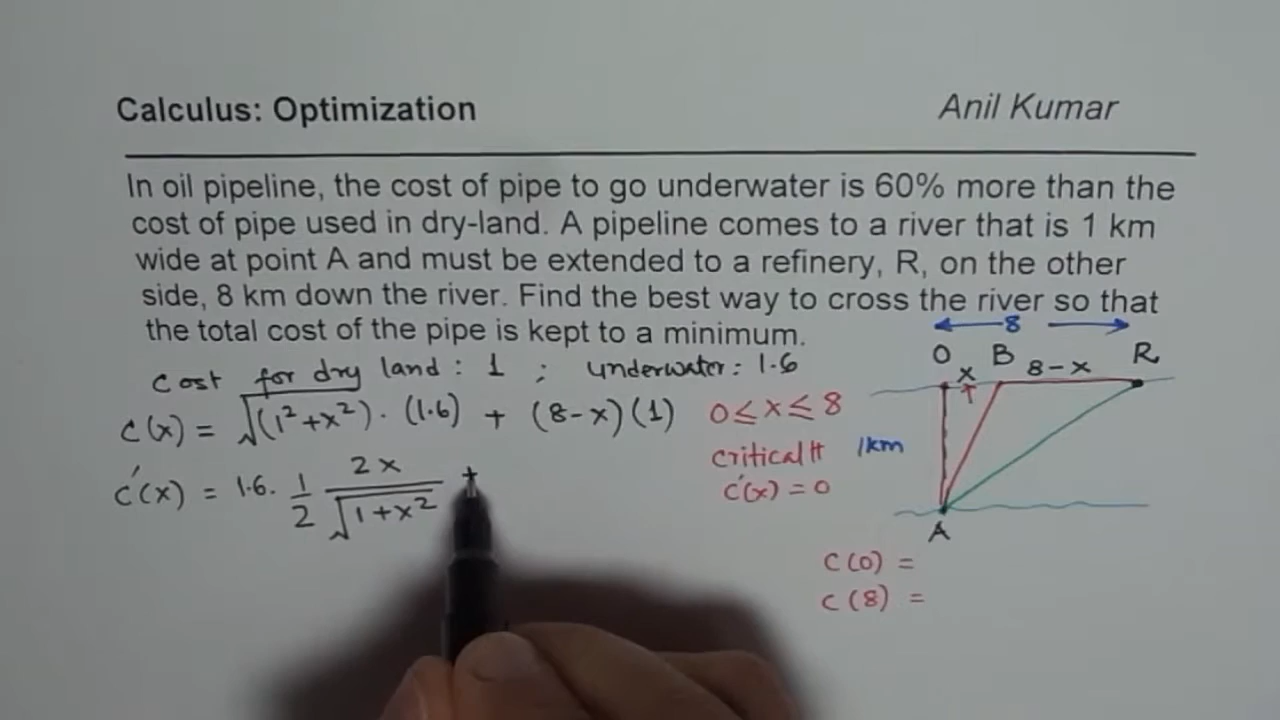 Calculus: Optimization Anil Kumar
In oil pipeline, the cost of pipe to go underwater is 60% more than the
cost of pipe used in dry-land. A pipeline comes to a river that is 1 km
wide at point A and must be extended to a refinery, R, on the other
side, 8 km down the river. Find the best way to cross the river so that
the total cost of the pipe is kept to a minimum.
Cost for dry land : 1 ; underwater: 1.6
C(x) = √(1²+x²) · (1.6) + (8-x)(1)
C'(x) = 1.6 · 1/2 2x/√1+x² +
0 ≤ x ≤ 8
critical #
C'(x) = 0
8
O B R
x 8-x
1km
A
C(0) =
C(8) =